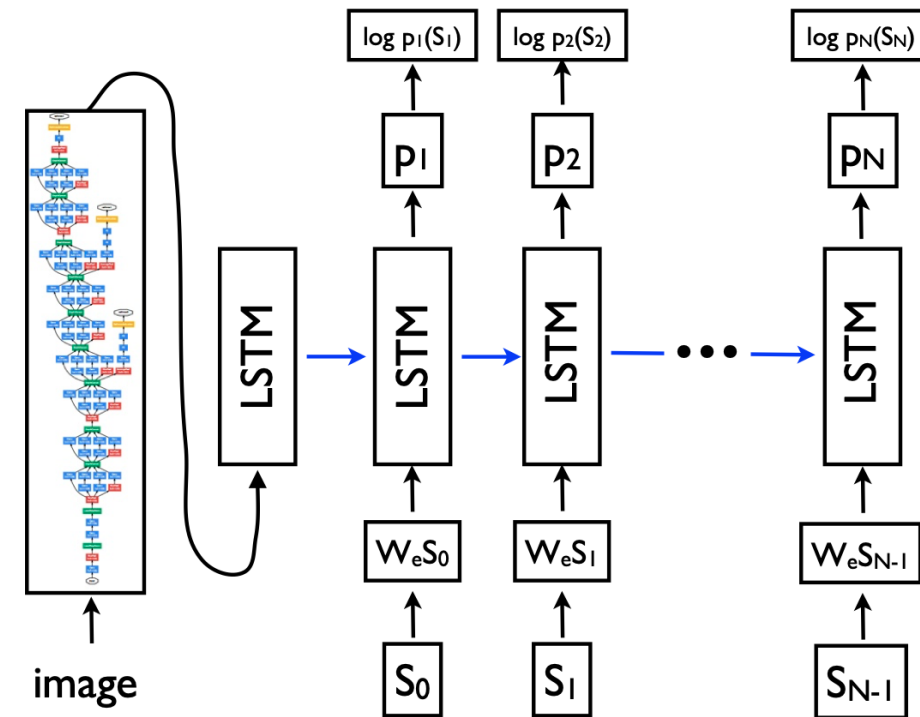 log p₁(S₁) log p₂(S₂) log pN(SN)
p₁ p₂ pN
LSTM LSTM LSTM LSTM
WₑS₀ WₑS₁ WₑSN-1
image S₀ S₁ SN-1